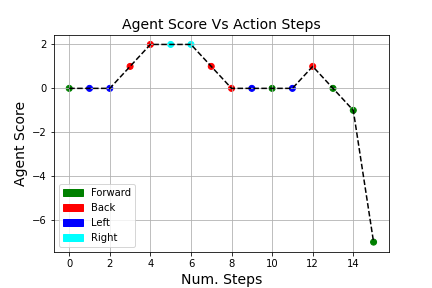 Agent Score Vs Action Steps
2
0
−2
−4
−6
Agent Score
Forward
Back
Left
Right
0 2 4 6 8 10 12 14
Num. Steps